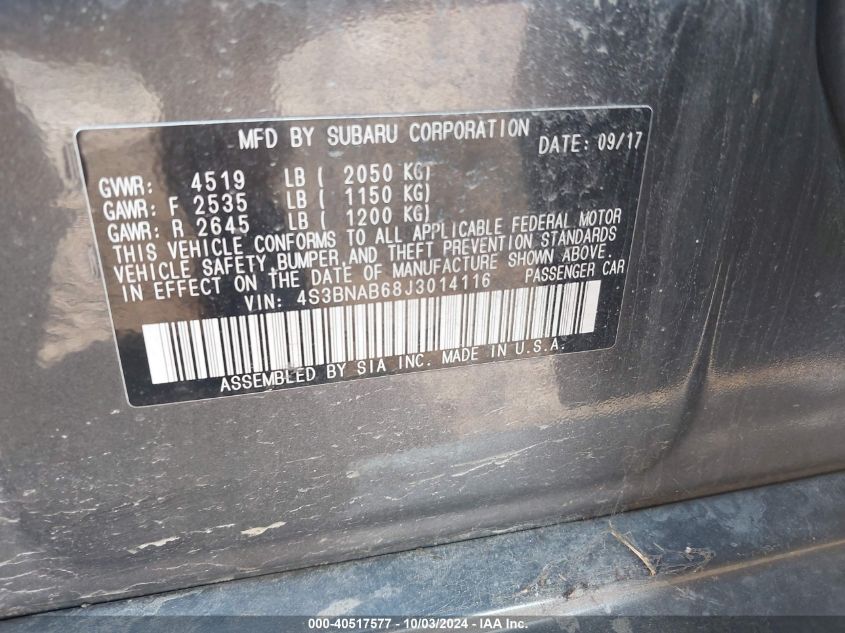 MFD BY SUBARU CORPORATION DATE: 09/17
GVWR: 4519 LB ( 2050 KG)
GAWR: F 2535 LB ( 1150 KG)
GAWR: R 2645 LB ( 1200 KG)
THIS VEHICLE CONFORMS TO ALL APPLICABLE FEDERAL MOTOR
VEHICLE SAFETY,BUMPER,AND THEFT PREVENTION STANDARDS
IN EFFECT ON THE DATE OF MANUFACTURE SHOWN ABOVE.
VIN: 4S3BNAB68J3014116 PASSENGER CAR
ASSEMBLED BY SIA INC. MADE IN U.S.A.
000-40517577 - 10/03/2024 - IAA Inc.